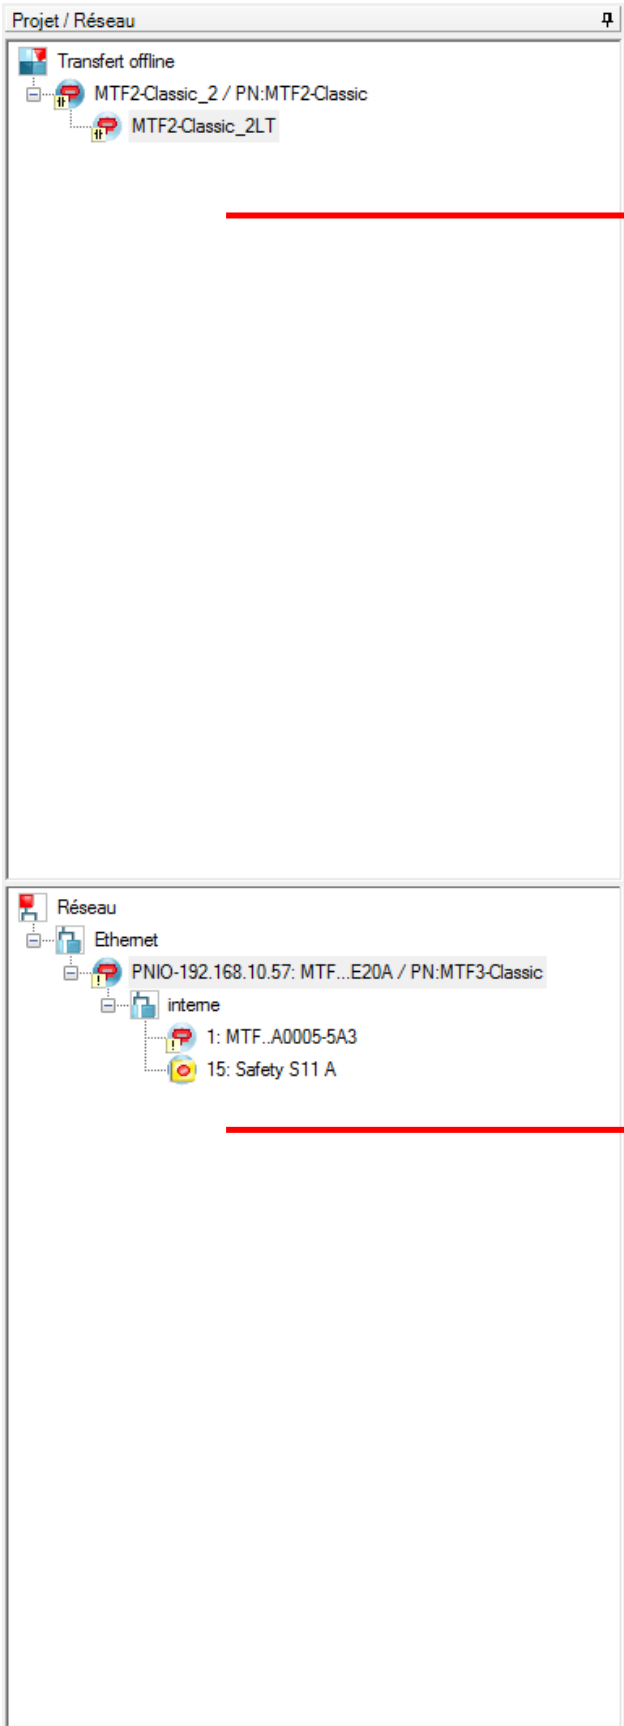 Projet / Réseau
Transfert offline
MTF2-Classic_2 / PN:MTF2-Classic
MTF2-Classic_2LT
Réseau
Ethernet
PNIO-192.168.10.57: MTF...E20A / PN:MTF3-Classic
interne
1: MTF..A0005-5A3
15: Safety S11 A